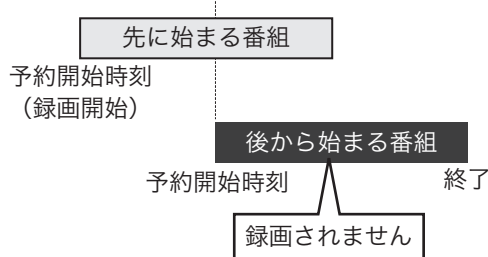 先に始まる番組
予約開始時刻
（録画開始）
後から始まる番組
予約開始時刻
終了
録画されません